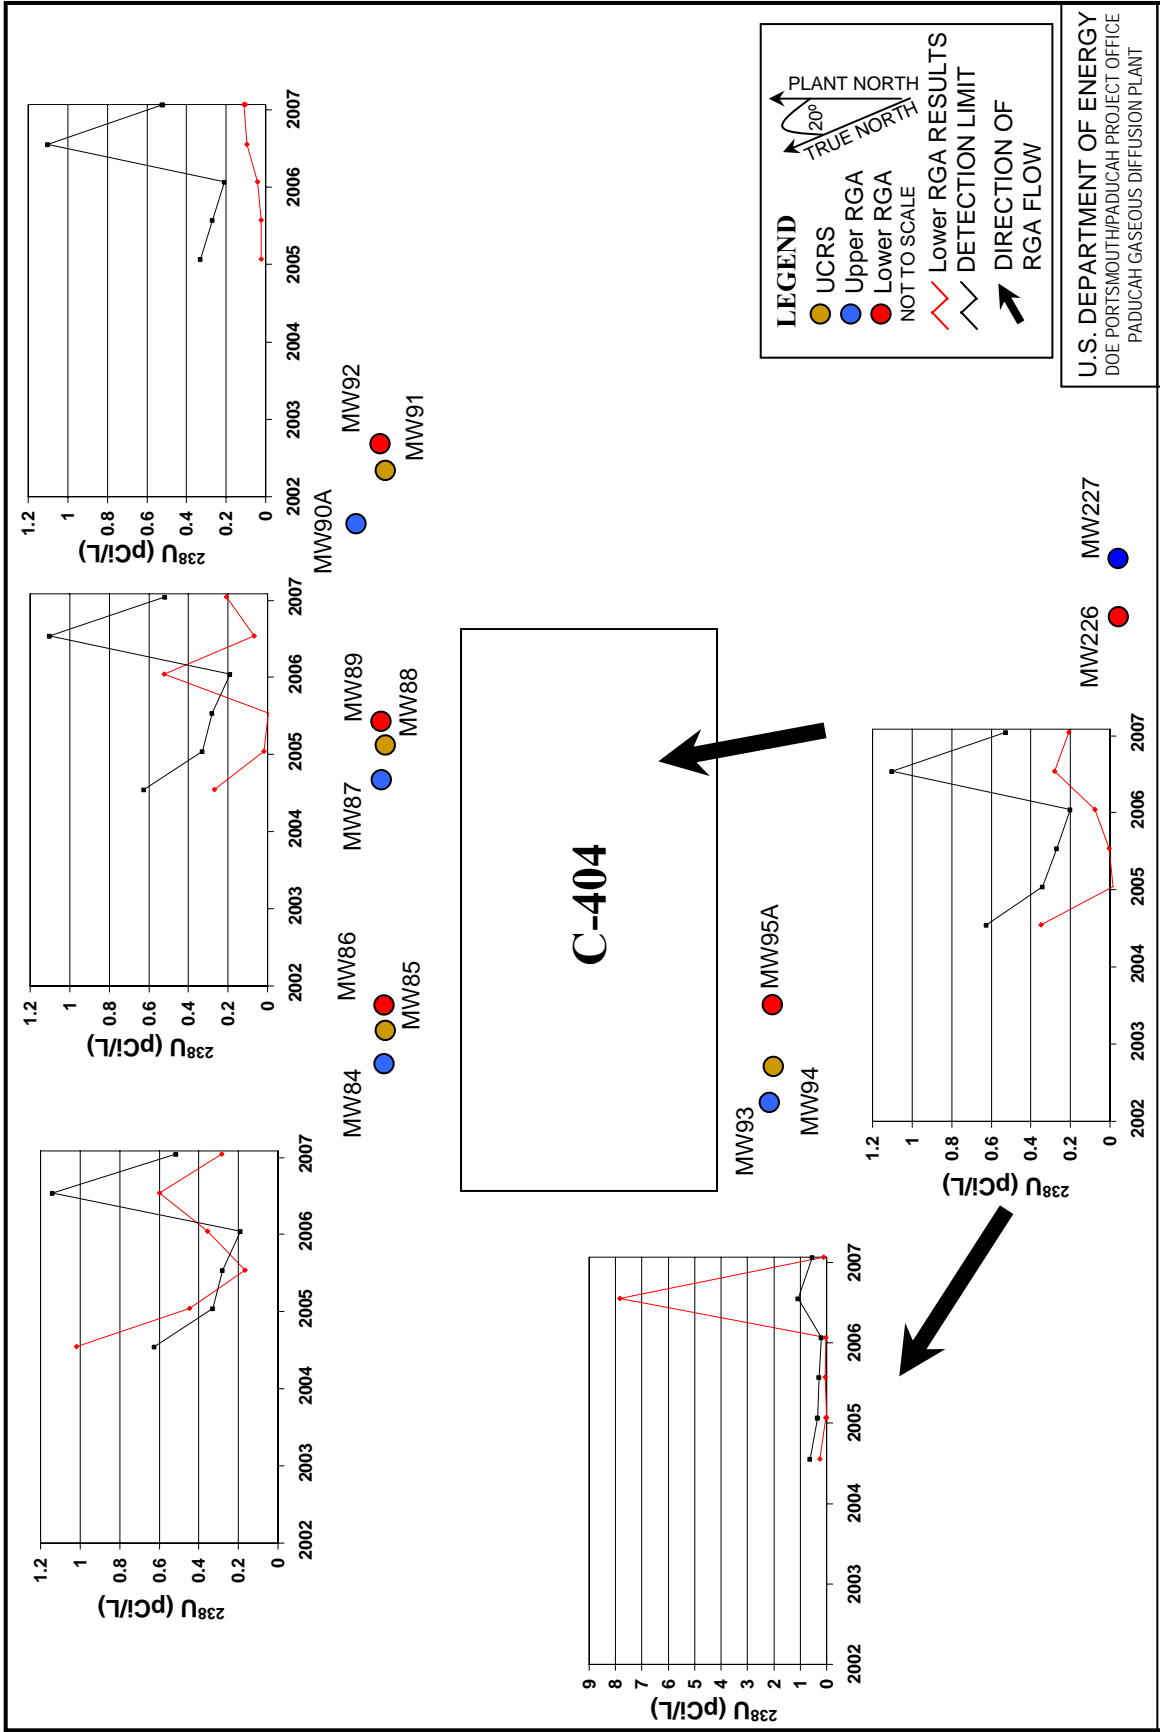 1.2
1
0.8
0.6
0.4
0.2
0
²³⁸U (pCi/L)
2002
2003
2004
2005
2006
2007
1.2
1
0.8
0.6
0.4
0.2
0
²³⁸U (pCi/L)
2002
2003
2004
2005
2006
2007
1.2
1
0.8
0.6
0.4
0.2
0
²³⁸U (pCi/L)
2002
2003
2004
2005
2006
2007
MW84
MW86
MW85
MW87
MW89
MW88
MW90A
MW92
MW91
C-404
MW93
MW94
MW95A
9
8
7
6
5
4
3
2
1
0
²³⁸U (pCi/L)
2002
2003
2004
2005
2006
2007
1.2
1
0.8
0.6
0.4
0.2
0
²³⁸U (pCi/L)
2002
2003
2004
2005
2006
2007
MW226
MW227
LEGEND
UCRS
Upper RGA
Lower RGA
NOT TO SCALE
Lower RGA RESULTS
DETECTION LIMIT
DIRECTION OF
RGA FLOW
PLANT NORTH
20º
TRUE NORTH
U.S. DEPARTMENT OF ENERGY
DOE PORTSMOUTH/PADUCAH PROJECT OFFICE
PADUCAH GASEOUS DIFFUSION PLANT